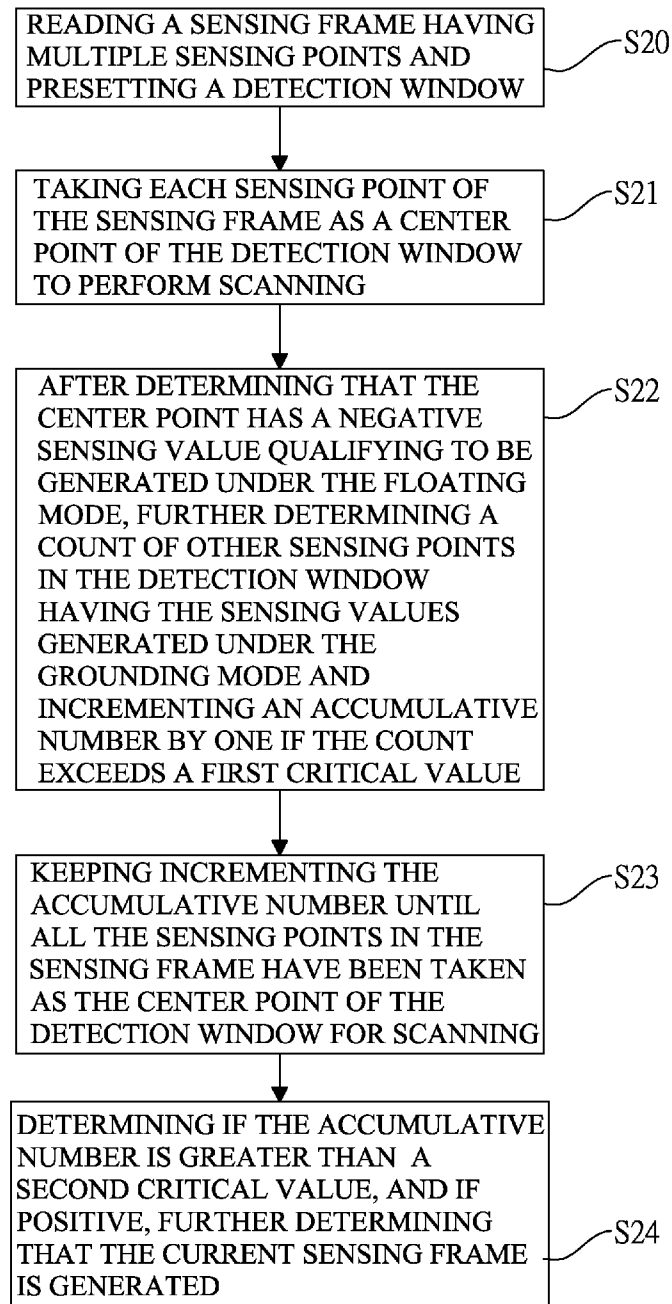 READING A SENSING FRAME HAVING
MULTIPLE SENSING POINTS AND
PRESETTING A DETECTION WINDOW
S20
TAKING EACH SENSING POINT OF
THE SENSING FRAME AS A CENTER
POINT OF THE DETECTION WINDOW
TO PERFORM SCANNING
S21
AFTER DETERMINING THAT THE
CENTER POINT HAS A NEGATIVE
SENSING VALUE QUALIFYING TO BE
GENERATED UNDER THE FLOATING
MODE, FURTHER DETERMINING A
COUNT OF OTHER SENSING POINTS
IN THE DETECTION WINDOW
HAVING THE SENSING VALUES
GENERATED UNDER THE
GROUNDING MODE AND
INCREMENTING AN ACCUMULATIVE
NUMBER BY ONE IF THE COUNT
EXCEEDS A FIRST CRITICAL VALUE
S22
KEEPING INCREMENTING THE
ACCUMULATIVE NUMBER UNTIL
ALL THE SENSING POINTS IN THE
SENSING FRAME HAVE BEEN TAKEN
AS THE CENTER POINT OF THE
DETECTION WINDOW FOR SCANNING
S23
DETERMINING IF THE ACCUMULATIVE
NUMBER IS GREATER THAN A
SECOND CRITICAL VALUE, AND IF
POSITIVE, FURTHER DETERMINING
THAT THE CURRENT SENSING FRAME
IS GENERATED
S24